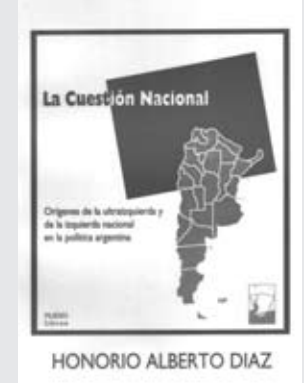 La Cuestión Nacional
Orígenes de la ultraizquierda y
de la izquierda nacional
en la política argentina
HONORIO ALBERTO DIAZ